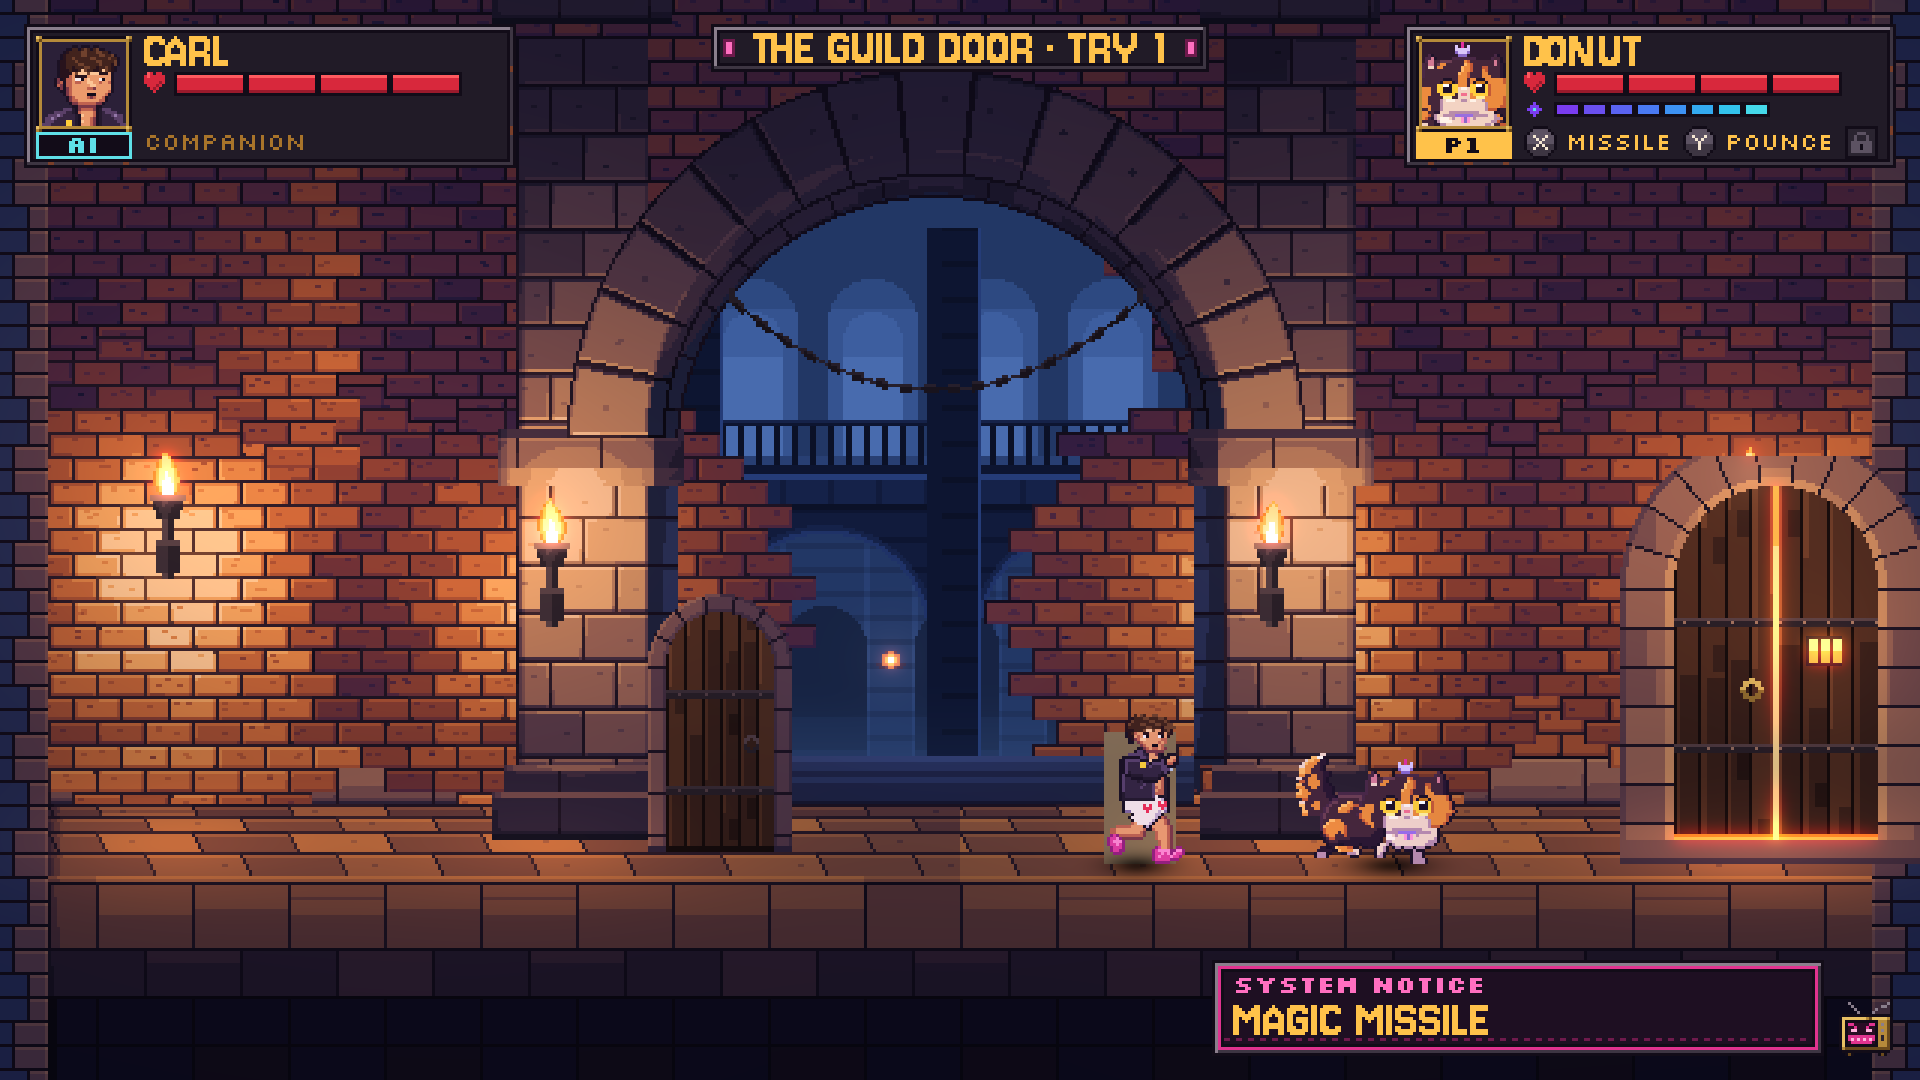 CARL
AI
COMPANION
THE GUILD DOOR · TRY 1
DONUT
P1
X MISSILE Y POUNCE
SYSTEM NOTICE
MAGIC MISSILE